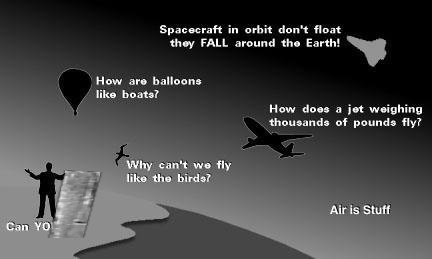 Spacecraft in orbit don't float
they FALL around the Earth!
How are balloons
like boats?
How does a jet weighing
thousands of pounds fly?
Why can't we fly
like the birds?
Air is Stuff
Can